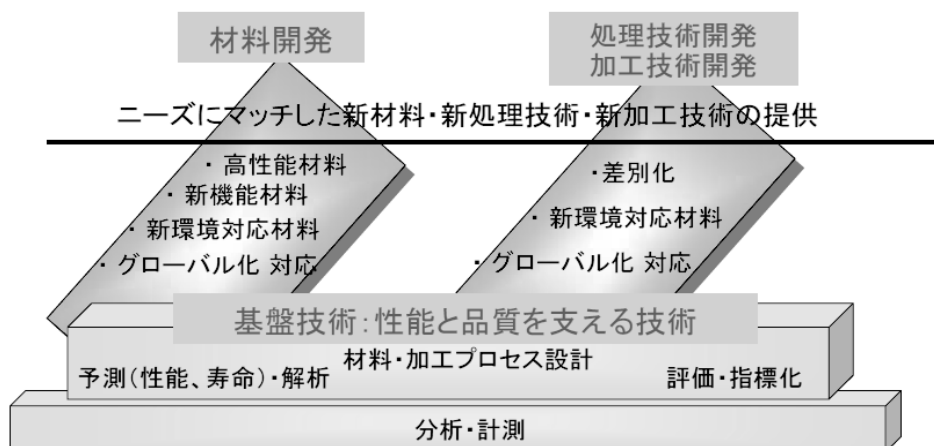 材料開発
処理技術開発
加工技術開発
ニーズにマッチした新材料・新処理技術・新加工技術の提供
・ 高性能材料
・ 新機能材料
・ 新環境対応材料
・ グローバル化 対応
・差別化
・ 新環境対応材料
・ グローバル化 対応
基盤技術：性能と品質を支える技術
材料・加工プロセス設計
予測（性能、寿命）・解析
評価・指標化
分析・計測